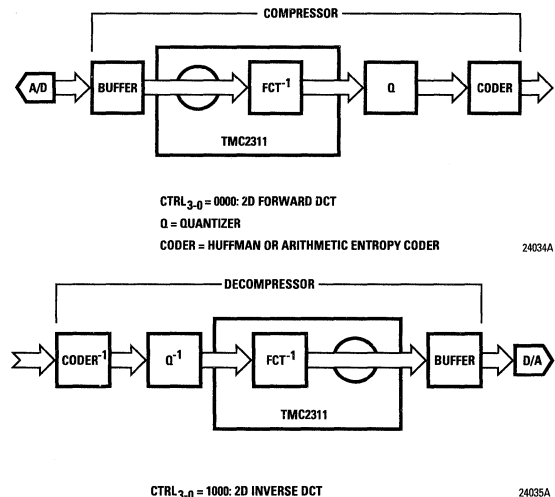 COMPRESSOR
A/D
BUFFER
FCT-1
Q
CODER
TMC2311
CTRL3-0 = 0000: 2D FORWARD DCT
Q = QUANTIZER
CODER = HUFFMAN OR ARITHMETIC ENTROPY CODER
24034A
DECOMPRESSOR
CODER-1
Q-1
FCT-1
BUFFER
D/A
TMC2311
CTRL3-0 = 1000: 2D INVERSE DCT
24035A